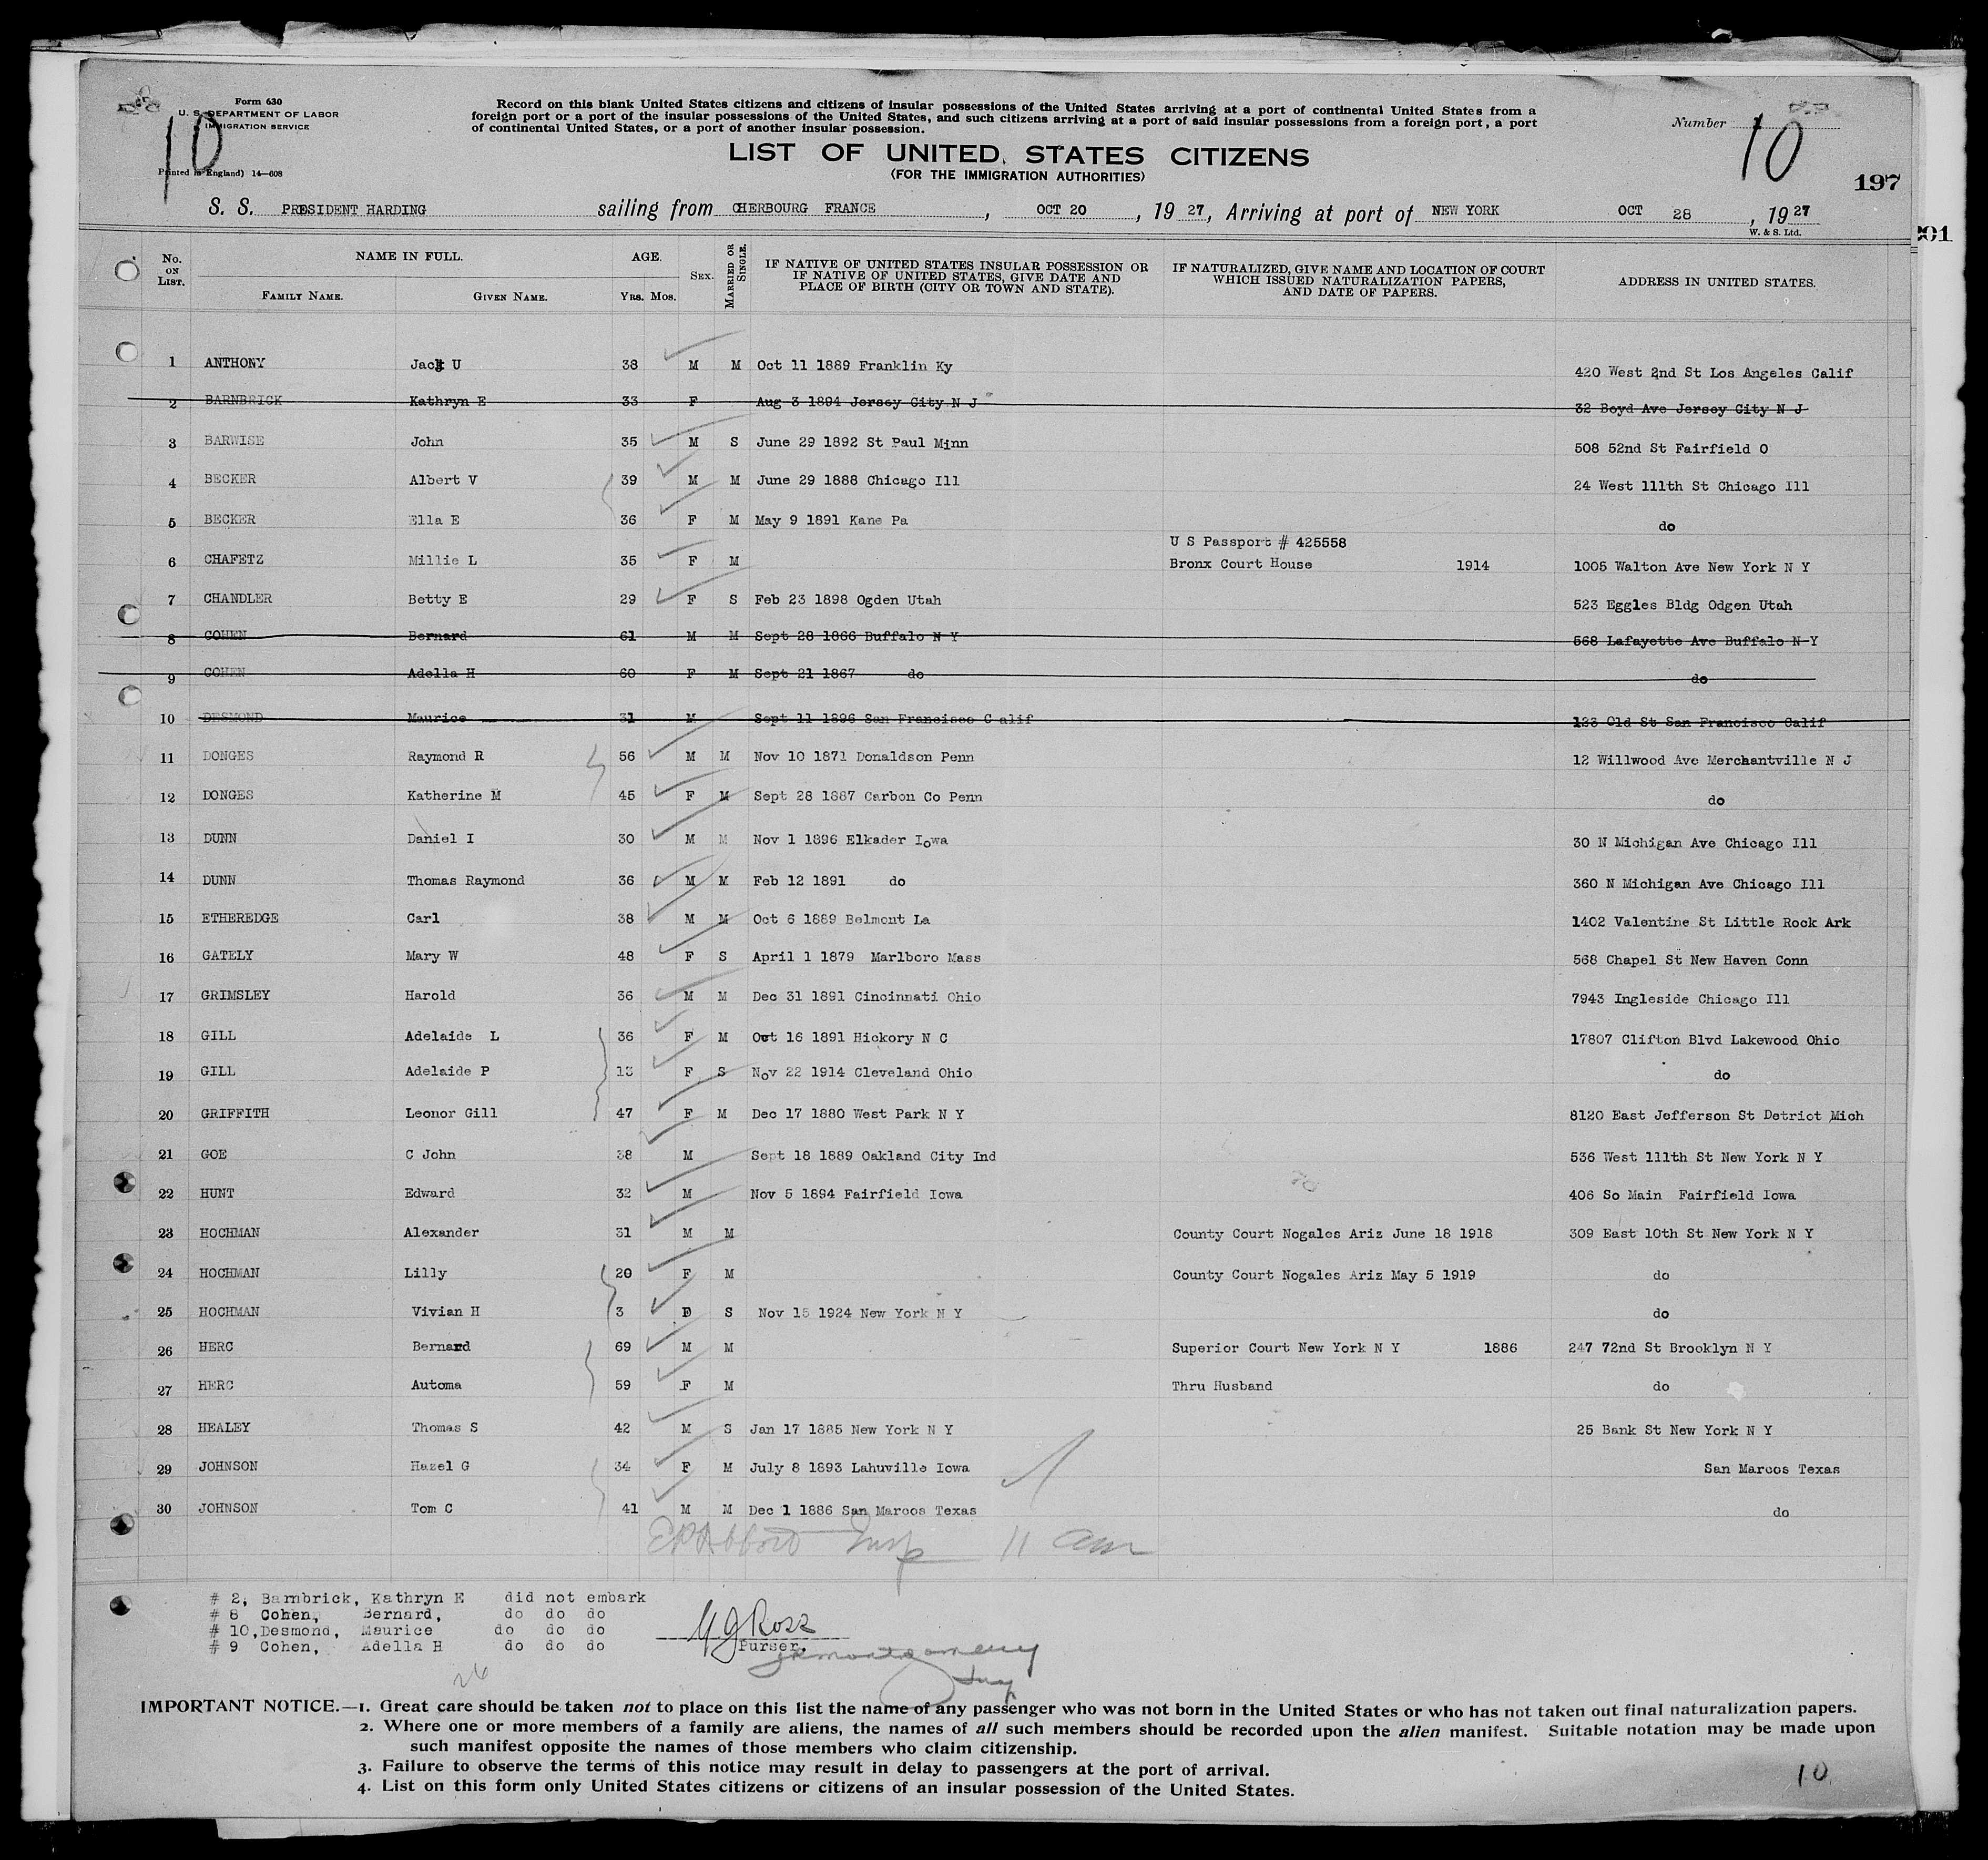 Form 630
U. S. DEPARTMENT OF LABOR
IMMIGRATION SERVICE
10
Printed in England) 14—608
Record on this blank United States citizens and citizens of insular possessions of the United States arriving at a port of continental United States from a
foreign port or a port of the insular possessions of the United States, and such citizens arriving at a port of said insular possessions from a foreign port, a port
of continental United States, or a port of another insular possession.
Number
10
LIST OF UNITED STATES CITIZENS
(FOR THE IMMIGRATION AUTHORITIES)
197
S. S. PRESIDENT HARDING sailing from CHERBOURG FRANCE, OCT 20, 19 27, Arriving at port of NEW YORK OCT 28, 19 27
W. & S. Ltd.
201
No. ON LIST. NAME IN FULL. FAMILY NAME. GIVEN NAME. AGE. YRS. MOS. SEX. MARRIED OR SINGLE. IF NATIVE OF UNITED STATES INSULAR POSSESSION OR IF NATIVE OF UNITED STATES, GIVE DATE AND PLACE OF BIRTH (CITY OR TOWN AND STATE). IF NATURALIZED, GIVE NAME AND LOCATION OF COURT WHICH ISSUED NATURALIZATION PAPERS, AND DATE OF PAPERS. ADDRESS IN UNITED STATES.
1 ANTHONY Jack U 38 M M Oct 11 1889 Franklin Ky 420 West 2nd St Los Angeles Calif
2 BARNBRICK Kathryn E 33 F Aug 3 1894 Jersey City N J 32 Boyd Ave Jersey City N J
3 BARWISE John 35 M S June 29 1892 St Paul Minn 508 52nd St Fairfield O
4 BECKER Albert V 39 M M June 29 1888 Chicago Ill 24 West 111th St Chicago Ill
5 BECKER Ella E 36 F M May 9 1891 Kane Pa do
U S Passport # 425558
6 CHAFETZ Millie L 35 F M Bronx Court House 1914 1005 Walton Ave New York N Y
7 CHANDLER Betty E 29 F S Feb 23 1898 Ogden Utah 523 Eggles Bldg Odgen Utah
8 COHEN Bernard 61 M M Sept 28 1866 Buffalo N Y 568 Lafayette Ave Buffalo N Y
9 COHEN Adella H 60 F M Sept 21 1867 do do
10 DESMOND Maurice 31 M Sept 11 1896 San Francisco C alif 123 Old St San Francisco Calif
11 DONGES Raymond R 56 M M Nov 10 1871 Donaldson Penn 12 Willwood Ave Merchantville N J
12 DONGES Katherine M 45 F M Sept 28 1887 Carbon Co Penn do
13 DUNN Daniel I 30 M M Nov 1 1896 Elkader Iowa 30 N Michigan Ave Chicago Ill
14 DUNN Thomas Raymond 36 M M Feb 12 1891 do 360 N Michigan Ave Chicago Ill
15 ETHEREDGE Carl 38 M M Oct 6 1889 Belmont La 1402 Valentine St Little Rock Ark
16 GATELY Mary W 48 F S April 1 1879 Marlboro Mass 568 Chapel St New Haven Conn
17 GRIMSLEY Harold 36 M M Dec 31 1891 Cincinnati Ohio 7943 Ingleside Chicago Ill
18 GILL Adelaide L 36 F M Oct 16 1891 Hickory N C 17807 Clifton Blvd Lakewood Ohio
19 GILL Adelaide P 13 F S Nov 22 1914 Cleveland Ohio do
20 GRIFFITH Leonor Gill 47 F M Dec 17 1880 West Park N Y 8120 East Jefferson St Detriot Mich
21 GOE C John 38 M Sept 18 1889 Oakland City Ind 536 West 111th St New York N Y
22 HUNT Edward 32 M Nov 5 1894 Fairfield Iowa 406 So Main Fairfield Iowa
23 HOCHMAN Alexander 31 M M County Court Nogales Ariz June 18 1918 309 East 10th St New York N Y
24 HOCHMAN Lilly 20 F M County Court Nogales Ariz May 5 1919 do
25 HOCHMAN Vivian H 3 S Nov 15 1924 New York N Y do
26 HERC Bernard 69 M M Superior Court New York N Y 1886 247 72nd St Brooklyn N Y
27 HERC Automa 59 F M Thru Husband do
28 HEALEY Thomas S 42 M S Jan 17 1885 New York N Y 25 Bank St New York N Y
29 JOHNSON Hazel G 34 F M July 8 1893 Lahuville Iowa San Marcos Texas
30 JOHNSON Tom C 41 M M Dec 1 1886 San Marcos Texas do
Insp 11 am
# 2, Barnbrick, Kathryn E did not embark
# 8 Cohen, Bernard, do do do
# 10, Desmond, Maurice do do do
# 9 Cohen, Adella H do do do
Ross
Purser.
Montgomery
Insp
26
IMPORTANT NOTICE.—1. Great care should be taken not to place on this list the name of any passenger who was not born in the United States or who has not taken out final naturalization papers.
2. Where one or more members of a family are aliens, the names of all such members should be recorded upon the alien manifest. Suitable notation may be made upon
such manifest opposite the names of those members who claim citizenship.
3. Failure to observe the terms of this notice may result in delay to passengers at the port of arrival.
4. List on this form only United States citizens or citizens of an insular possession of the United States.
10